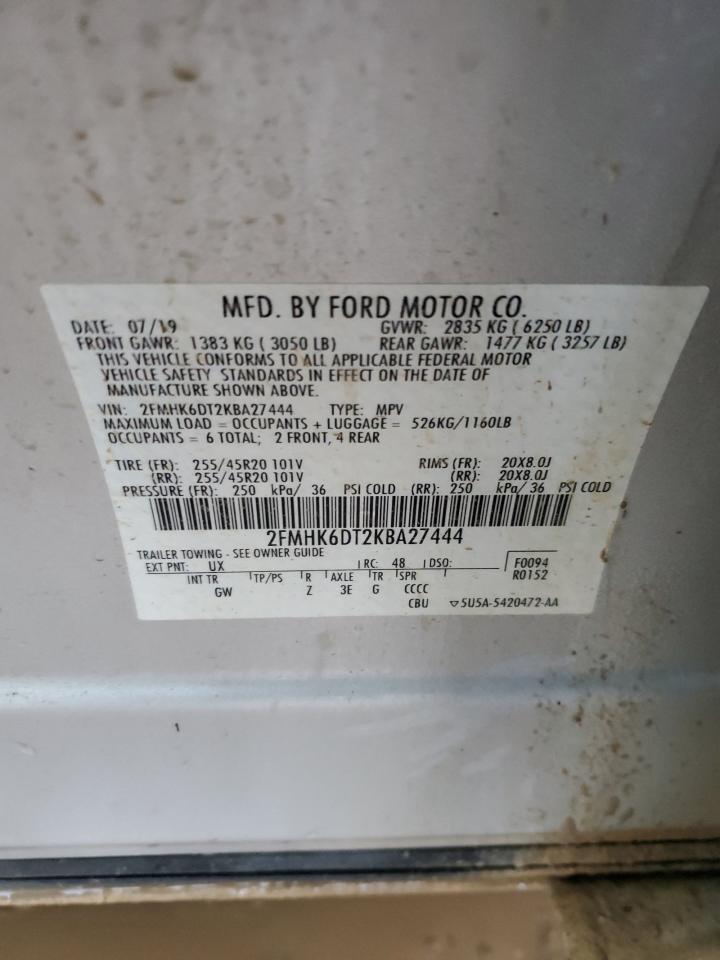 MFD. BY FORD MOTOR CO.
DATE: 07/19 GVWR: 2835 KG ( 6250 LB)
FRONT GAWR: 1383 KG ( 3050 LB) REAR GAWR: 1477 KG ( 3257 LB)
THIS VEHICLE CONFORMS TO ALL APPLICABLE FEDERAL MOTOR
VEHICLE SAFETY STANDARDS IN EFFECT ON THE DATE OF
MANUFACTURE SHOWN ABOVE.
VIN: 2FMHK6DT2KBA27444 TYPE: MPV
MAXIMUM LOAD = OCCUPANTS + LUGGAGE = 526KG/1160LB
OCCUPANTS = 6 TOTAL; 2 FRONT, 4 REAR
TIRE (FR): 255/45R20 101V RIMS (FR): 20X8.0J
(RR): 255/45R20 101V (RR): 20X8.0J
PRESSURE (FR): 250 kPa/ 36 PSI COLD (RR): 250 kPa/ 36 PSI COLD
2FMHK6DT2KBA27444
TRAILER TOWING - SEE OWNER GUIDE
EXT PNT: UX RC: 48 DSO: F0094
INT TR TP/PS R AXLE TR SPR R0152
GW Z 3E G CCCC
CBU ▽5U5A-5420472-AA